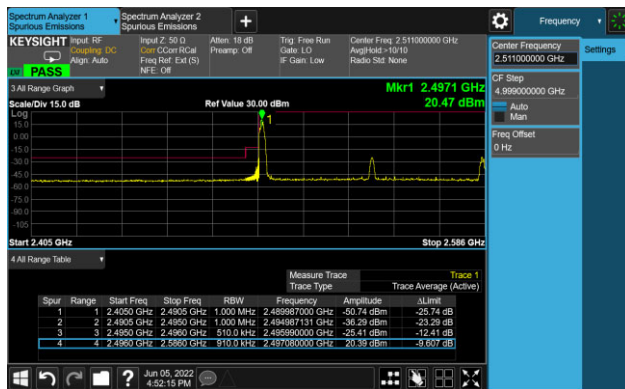 Spectrum Analyzer 1
Spurious Emissions
Spectrum Analyzer 2
Spurious Emissions
Frequency
KEYSIGHT
Input: RF
Coupling: DC
Align: Auto
Input Z: 50 Ω
Corr CCorr RCal
Freq Ref: Ext (S)
NFE: Off
Atten: 18 dB
Preamp: Off
Trig: Free Run
Gate: LO
IF Gain: Low
Center Freq: 2.511000000 GHz
Avg|Hold:>10/10
Radio Std: None
LXI PASS
Center Frequency
2.511000000 GHz
Settings
CF Step
4.999000000 GHz
Auto
Man
Freq Offset
0 Hz
3 All Range Graph
Mkr1 2.4971 GHz
Scale/Div 15.0 dB
Ref Value 30.00 dBm
20.47 dBm
Log
1
15.0
0.00
-15.0
-30.0
-45.0
-60.0
-75.0
-90.0
-105
Start 2.405 GHz
Stop 2.586 GHz
4 All Range Table
Measure Trace Trace 1
Trace Type Trace Average (Active)
Spur Range Start Freq Stop Freq RBW Frequency Amplitude ΔLimit
1 1 2.4050 GHz 2.4905 GHz 1.000 MHz 2.489987000 GHz -50.74 dBm -25.74 dB
2 2 2.4905 GHz 2.4950 GHz 1.000 MHz 2.494987131 GHz -36.29 dBm -23.29 dB
3 3 2.4950 GHz 2.4960 GHz 510.0 kHz 2.495990000 GHz -25.41 dBm -12.41 dB
4 4 2.4960 GHz 2.5860 GHz 910.0 kHz 2.497080000 GHz 20.39 dBm -9.607 dB
Jun 05, 2022
4:52:15 PM